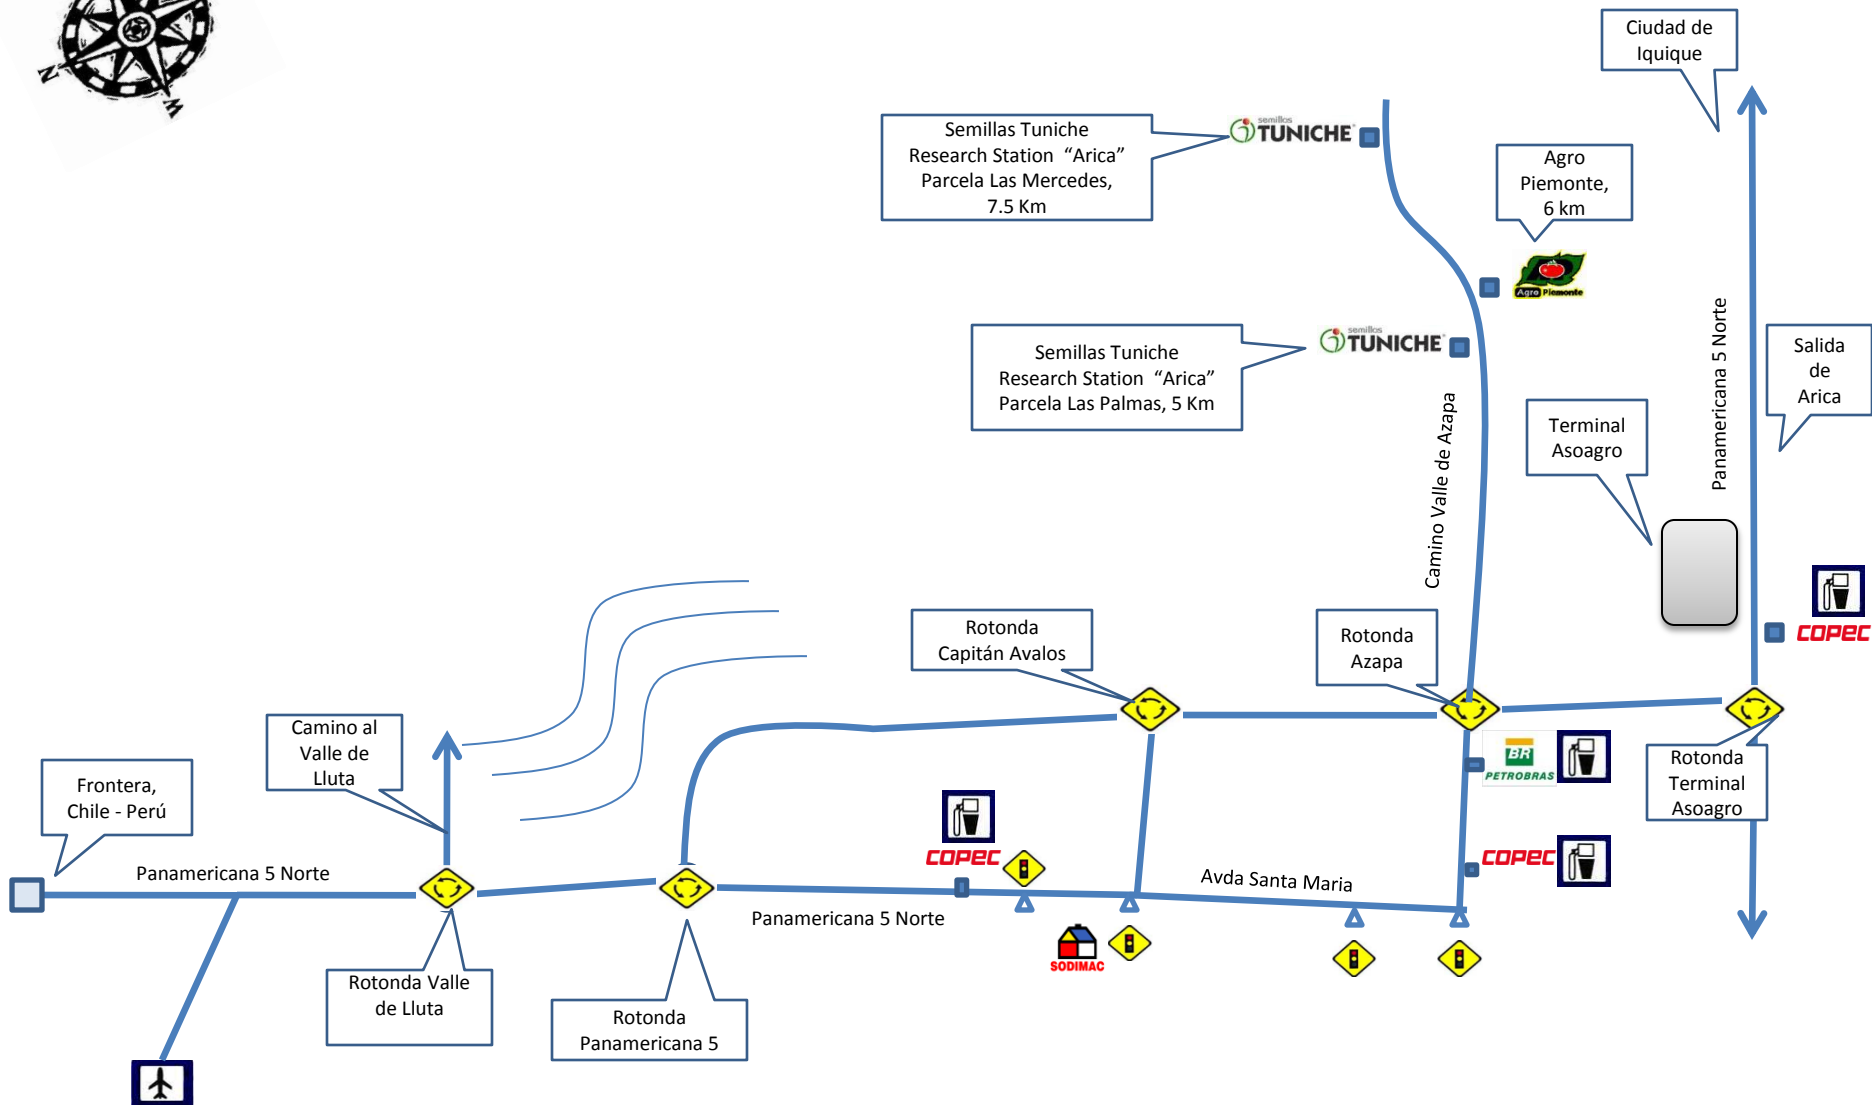 N
W
Ciudad de
Iquique
Semillas Tuniche
Research Station "Arica"
Parcela Las Mercedes,
7.5 Km
semillas
TUNICHE
Agro
Piemonte,
6 km
Agro Piemonte
Semillas Tuniche
Research Station "Arica"
Parcela Las Palmas, 5 Km
semillas
TUNICHE
Panamericana 5 Norte
Salida
de
Arica
Camino Valle de Azapa
Terminal
Asoagro
COPEC
Rotonda
Capitán Avalos
Rotonda
Azapa
Camino al
Valle de
Lluta
Frontera,
Chile - Perú
BR
PETROBRAS
Rotonda
Terminal
Asoagro
COPEC
COPEC
Panamericana 5 Norte
Avda Santa Maria
Panamericana 5 Norte
SODIMAC
Rotonda Valle
de Lluta
Rotonda
Panamericana 5